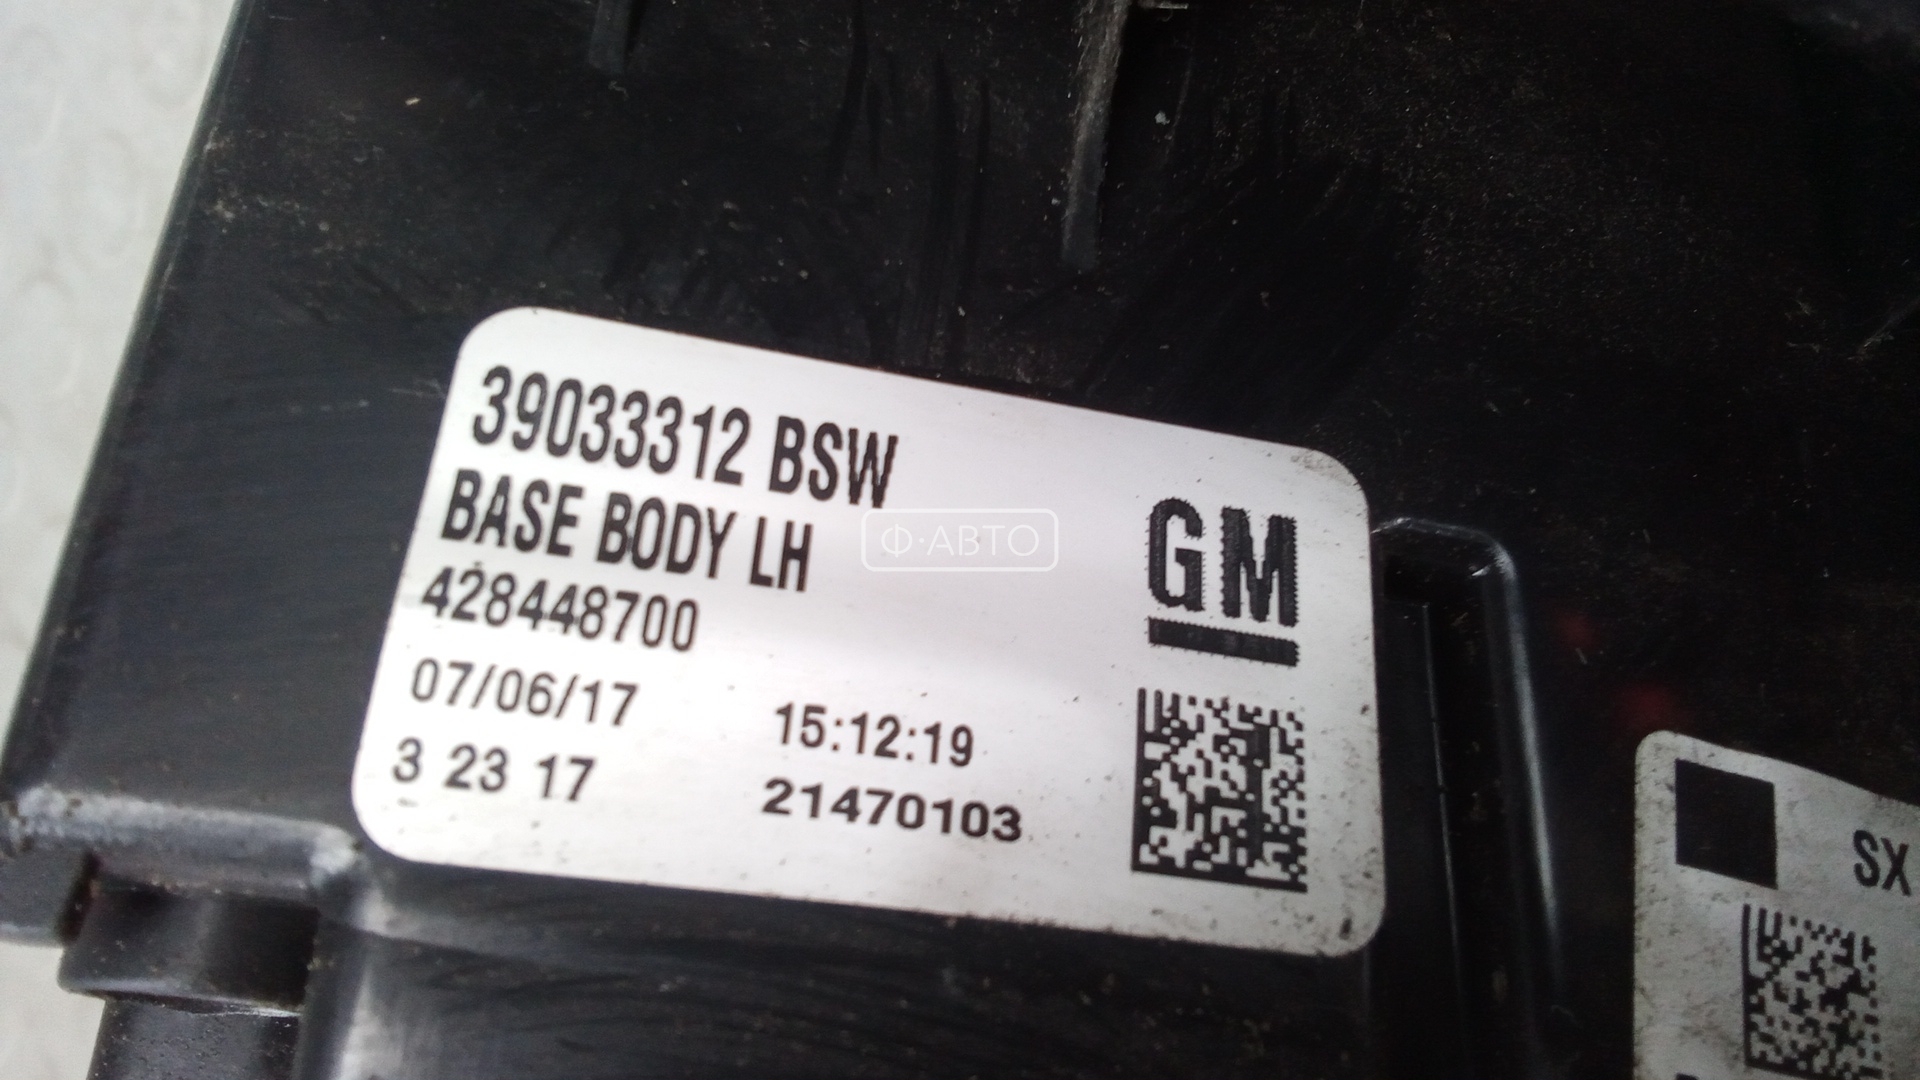 39033312 BSW
BASE BODY LH
428448700
07/06/17 15:12:19
3 23 17 21470103
GM
Ф·АВТО
SX